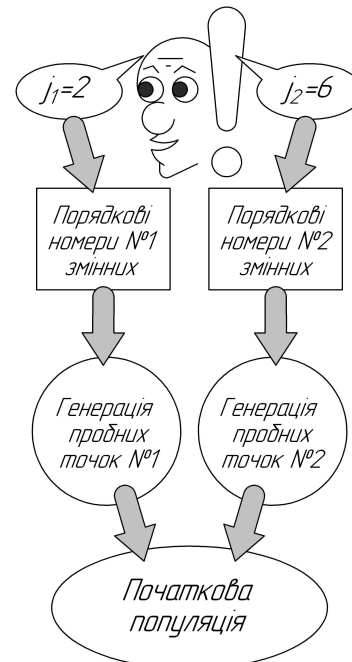 j₁=2
j₂=6
Порядкові
номери №1
змінних
Порядкові
номери №2
змінних
Генерація
пробних
точок №1
Генерація
пробних
точок №2
Початкова
популяція